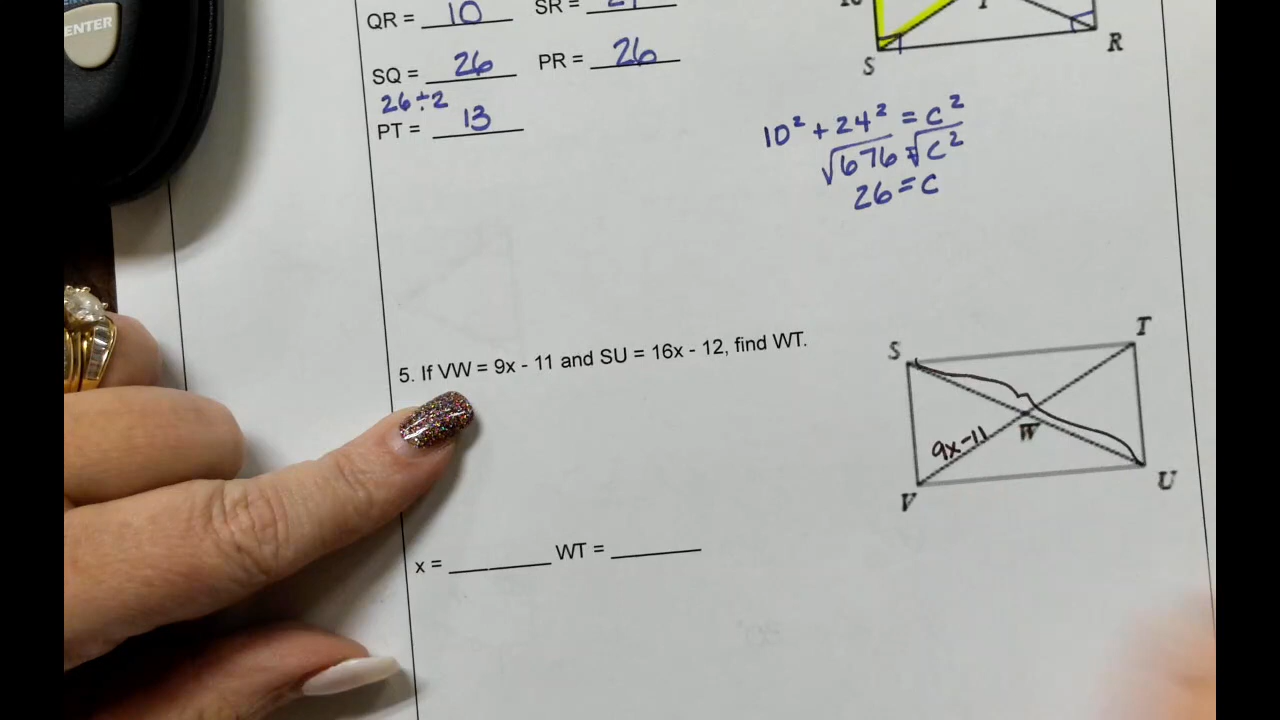 ENTER
QR = 10 SR =
SQ = 26 PR = 26
26÷2
PT = 13
R
S
10² + 24² = c²
√676 √c²
26 = c
5. If VW = 9x - 11 and SU = 16x - 12, find WT.
S T
9x-11 W
V U
x = ________ WT = ________